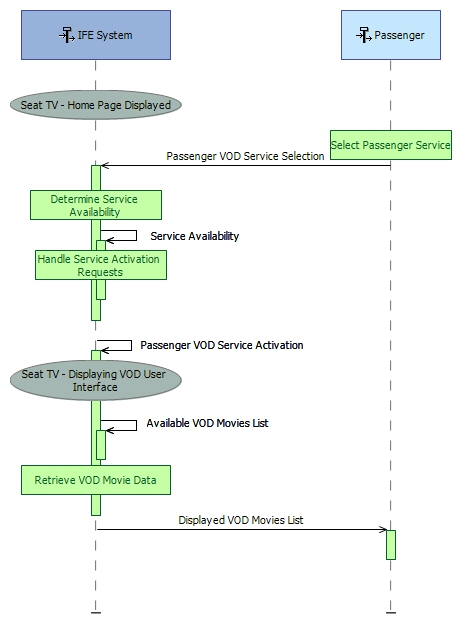 IFE System
Passenger
Seat TV - Home Page Displayed
Select Passenger Service
Passenger VOD Service Selection
Determine Service
Availability
Service Availability
Handle Service Activation
Requests
Passenger VOD Service Activation
Seat TV - Displaying VOD User
Interface
Available VOD Movies List
Retrieve VOD Movie Data
Displayed VOD Movies List